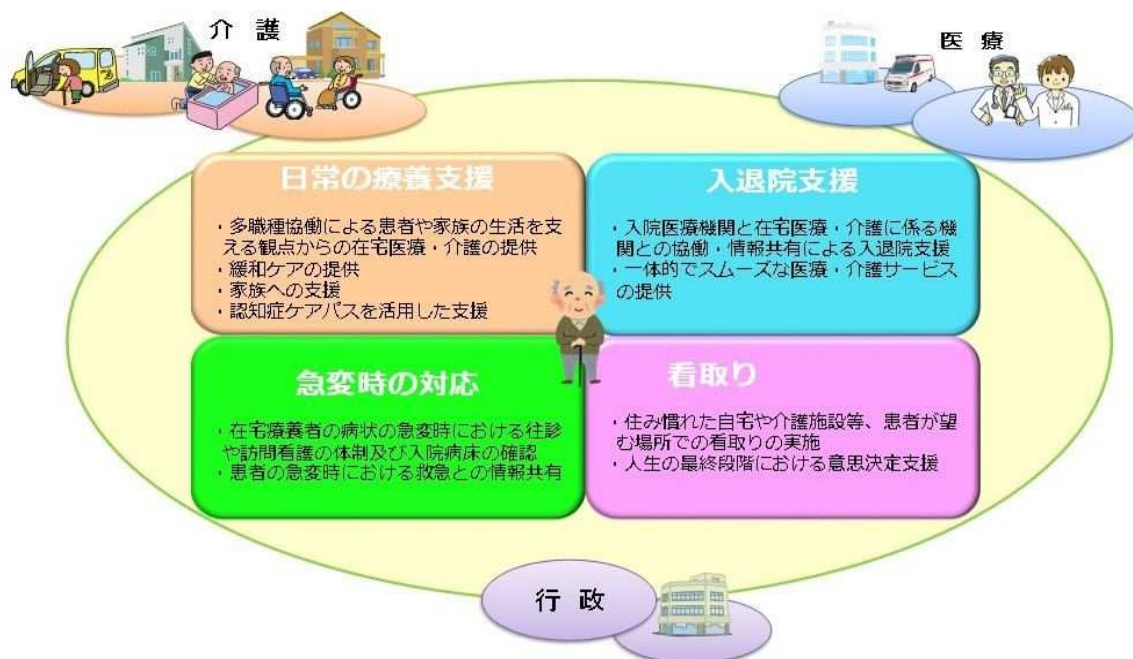 介 護
医 療
日常の療養支援
・多職種協働による患者や家族の生活を支
える観点からの在宅医療・介護の提供
・緩和ケアの提供
・家族への支援
・認知症ケアパスを活用した支援
入退院支援
・入院医療機関と在宅医療・介護に係る機
関との協働・情報共有による入退院支援
・一体的でスムーズな医療・介護サービス
の提供
急変時の対応
・在宅療養者の病状の急変時における往診
や訪問看護の体制及び入院病床の確認
・患者の急変時における救急との情報共有
看取り
・住み慣れた自宅や介護施設等、患者が望
む場所での看取りの実施
・人生の最終段階における意思決定支援
行 政